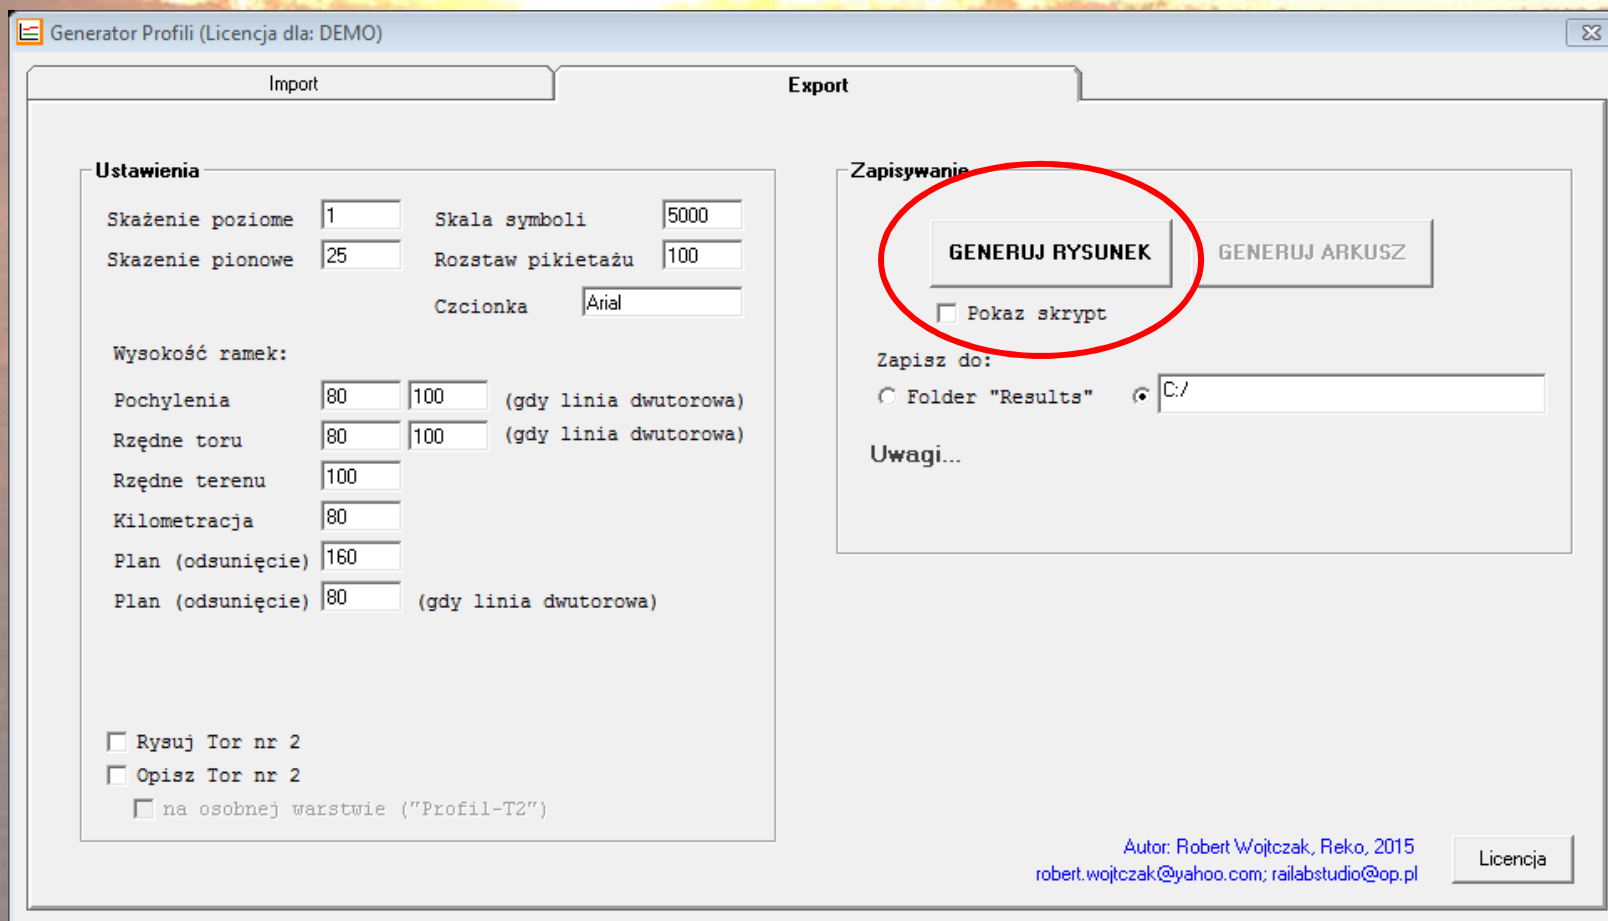 Generator Profili (Licencja dla: DEMO)
Import
Export
Ustawienia
Skażenie poziome 1 Skala symboli 5000
Skazenie pionowe 25 Rozstaw pikietażu 100
Czcionka Arial
Wysokość ramek:
Pochylenia 80 100 (gdy linia dwutorowa)
Rzędne toru 80 100 (gdy linia dwutorowa)
Rzędne terenu 100
Kilometracja 80
Plan (odsunięcie) 160
Plan (odsunięcie) 80 (gdy linia dwutorowa)
Rysuj Tor nr 2
Opisz Tor nr 2
na osobnej warstwie ("Profil-T2")
Zapisywanie
GENERUJ RYSUNEK GENERUJ ARKUSZ
Pokaz skrypt
Zapisz do:
Folder "Results" C:/
Uwagi...
Autor: Robert Wojtczak, Reko, 2015
robert.wojtczak@yahoo.com; railabstudio@op.pl
Licencja